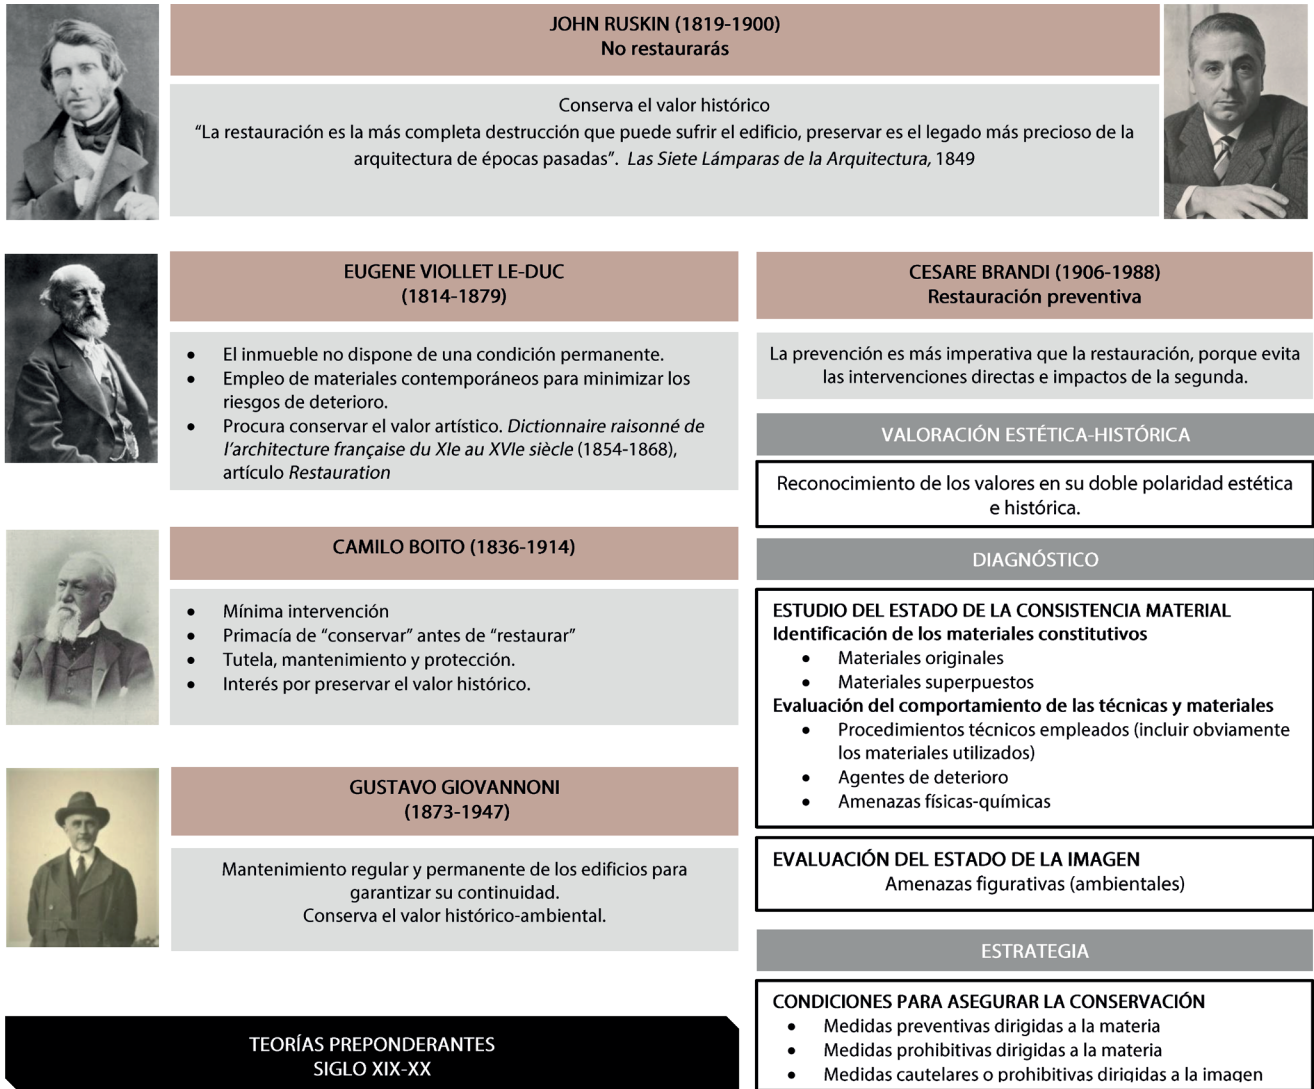 JOHN RUSKIN (1819-1900)
No restaurarás
Conserva el valor histórico
“La restauración es la más completa destrucción que puede sufrir el edificio, preservar es el legado más precioso de la
arquitectura de épocas pasadas”. Las Siete Lámparas de la Arquitectura, 1849
EUGENE VIOLLET LE-DUC
(1814-1879)
• El inmueble no dispone de una condición permanente.
• Empleo de materiales contemporáneos para minimizar los
riesgos de deterioro.
• Procura conservar el valor artístico. Dictionnaire raisonné de
l’architecture française du XIe au XVIe siècle (1854-1868),
artículo Restauration
CAMILO BOITO (1836-1914)
• Mínima intervención
• Primacía de “conservar” antes de “restaurar”
• Tutela, mantenimiento y protección.
• Interés por preservar el valor histórico.
GUSTAVO GIOVANNONI
(1873-1947)
Mantenimiento regular y permanente de los edificios para
garantizar su continuidad.
Conserva el valor histórico-ambiental.
TEORÍAS PREPONDERANTES
SIGLO XIX-XX
CESARE BRANDI (1906-1988)
Restauración preventiva
La prevención es más imperativa que la restauración, porque evita
las intervenciones directas e impactos de la segunda.
VALORACIÓN ESTÉTICA-HISTÓRICA
Reconocimiento de los valores en su doble polaridad estética
e histórica.
DIAGNÓSTICO
ESTUDIO DEL ESTADO DE LA CONSISTENCIA MATERIAL
Identificación de los materiales constitutivos
• Materiales originales
• Materiales superpuestos
Evaluación del comportamiento de las técnicas y materiales
• Procedimientos técnicos empleados (incluir obviamente
los materiales utilizados)
• Agentes de deterioro
• Amenazas físicas-químicas
EVALUACIÓN DEL ESTADO DE LA IMAGEN
Amenazas figurativas (ambientales)
ESTRATEGIA
CONDICIONES PARA ASEGURAR LA CONSERVACIÓN
• Medidas preventivas dirigidas a la materia
• Medidas prohibitivas dirigidas a la materia
• Medidas cautelares o prohibitivas dirigidas a la imagen